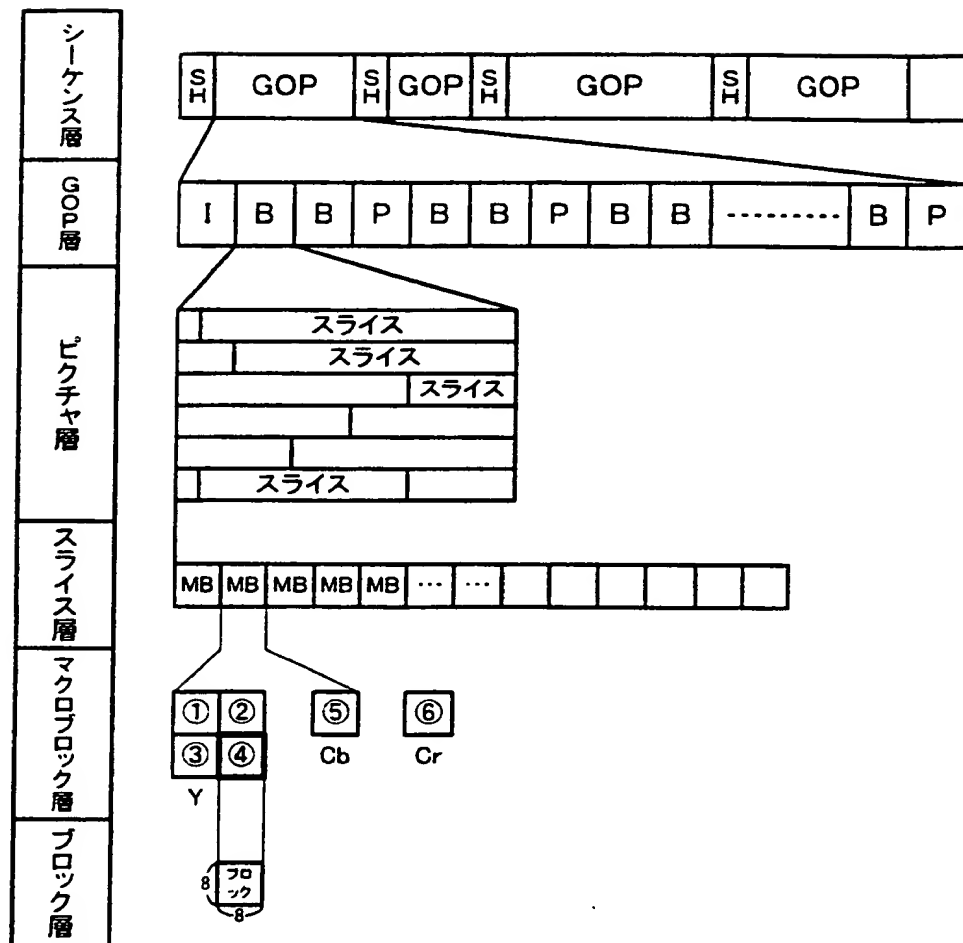 シーケンス層
SH GOP SH GOP SH GOP SH GOP
GOP層
I B B P B B P B B ・・・・・・・・・ B P
ピクチャ層
スライス
スライス
スライス
スライス
スライス層
MB MB MB MB MB … …
マクロブロック層
① ② ⑤ ⑥
③ ④ Cb Cr
Y
ブロック層
8 ブロック
8